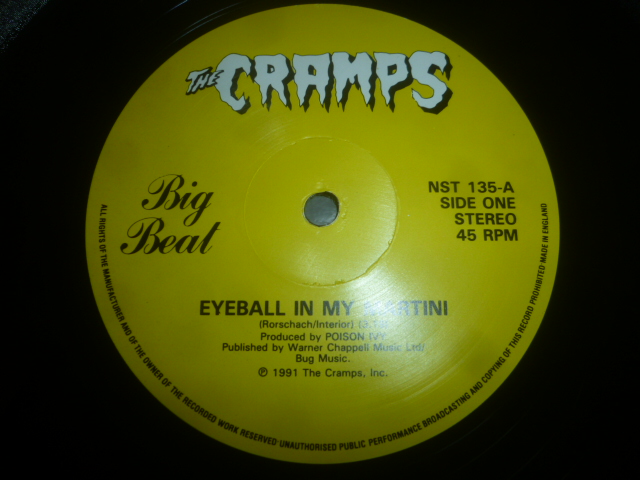 THE CRAMPS
Big
Beat
NST 135-A
SIDE ONE
STEREO
45 RPM
EYEBALL IN MY MARTINI
(Rorschach/Interior)
Produced by POISON IVY
Published by Warner Chappell Music Ltd/
Bug Music.
℗ 1991 The Cramps, Inc.
ALL RIGHTS OF THE MANUFACTURER AND OF THE OWNER OF THE RECORDED WORK RESERVED UNAUTHORISED PUBLIC PERFORMANCE BROADCASTING AND COPYING OF THIS RECORD PROHIBITED MADE IN ENGLAND